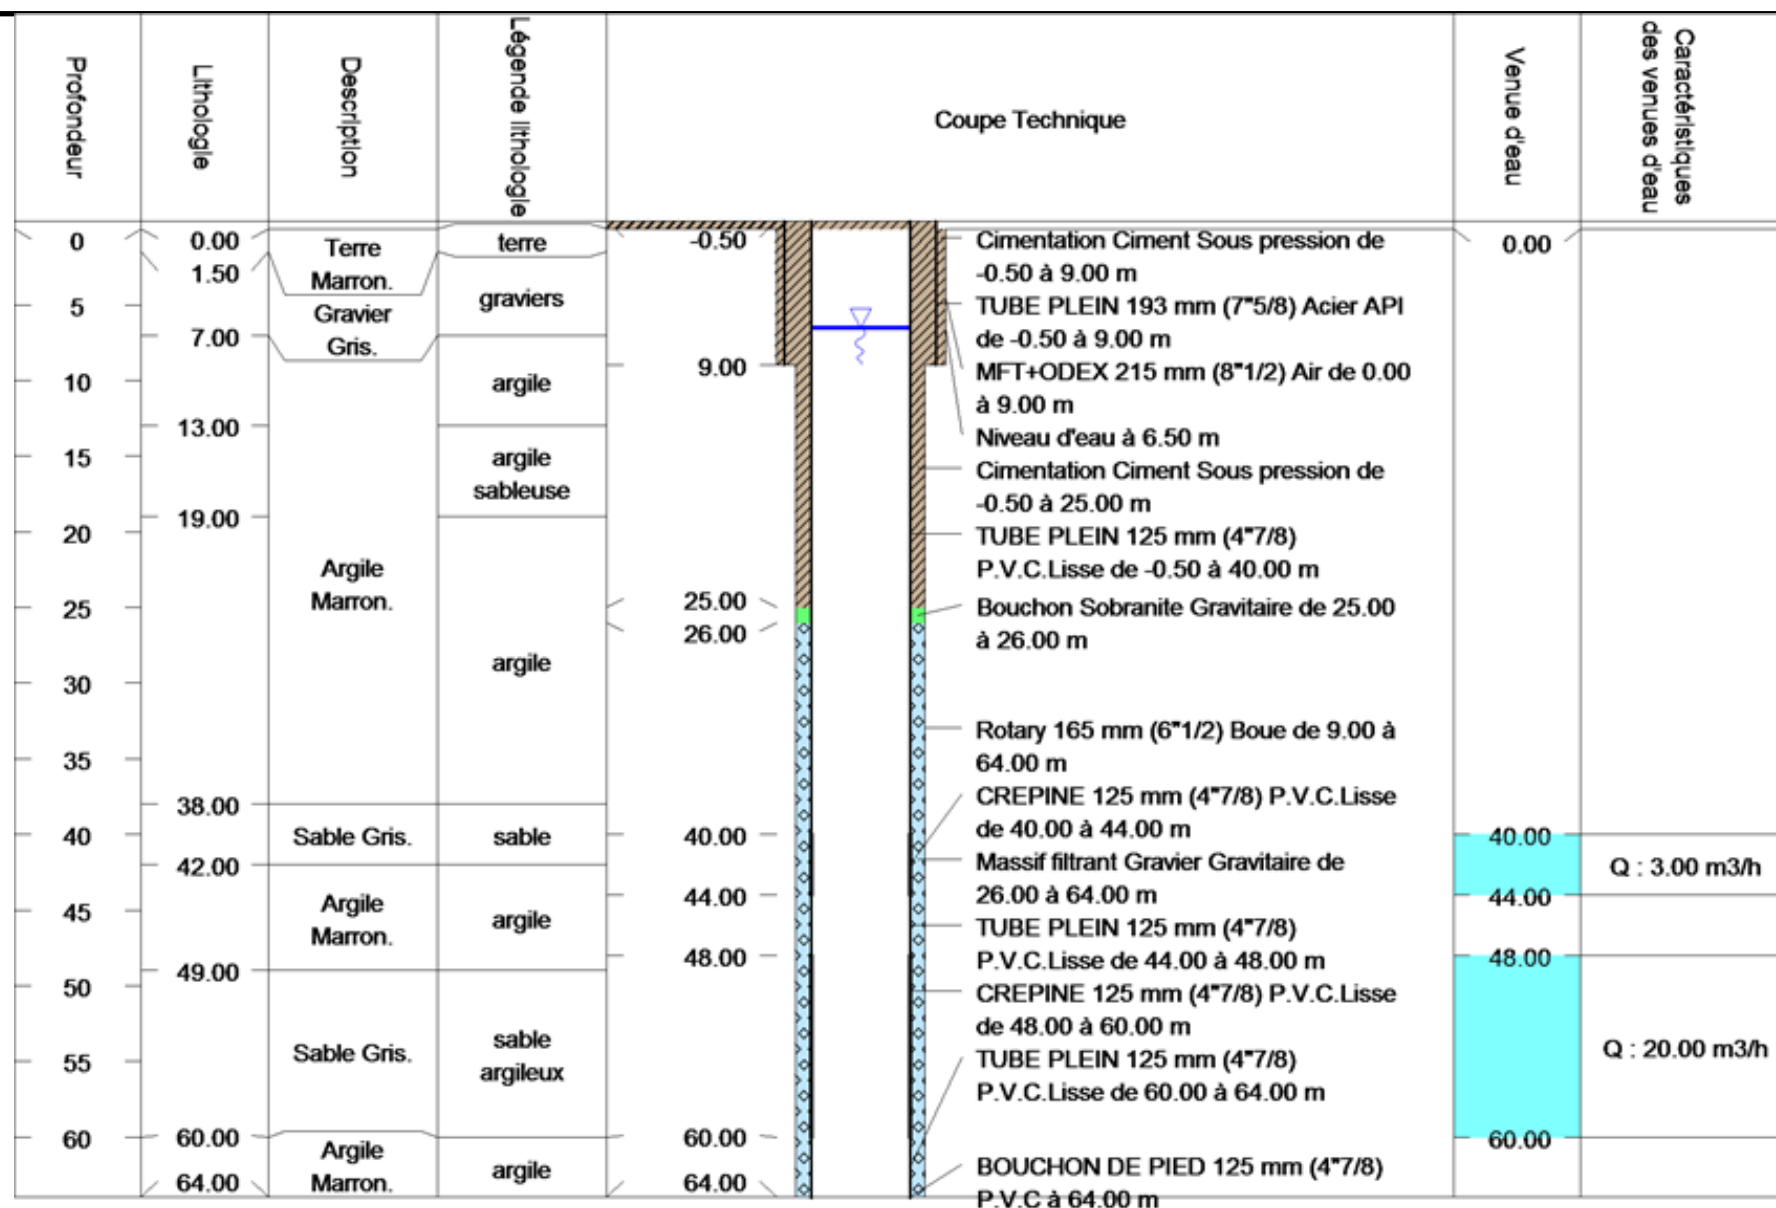 Profondeur
Lithologie
Description
Légende lithologie
Coupe Technique
Venue d'eau
Caractéristiques
des venues d'eau
0
5
10
15
20
25
30
35
40
45
50
55
60
0.00
1.50
7.00
13.00
19.00
38.00
42.00
49.00
60.00
64.00
Terre
Marron.
Gravier
Gris.
Argile
Marron.
Sable Gris.
Argile
Marron.
Sable Gris.
Argile
Marron.
terre
graviers
argile
argile
sableuse
argile
sable
argile
sable
argileux
argile
-0.50
9.00
25.00
26.00
40.00
44.00
48.00
60.00
64.00
Cimentation Ciment Sous pression de
-0.50 à 9.00 m
TUBE PLEIN 193 mm (7"5/8) Acier API
de -0.50 à 9.00 m
MFT+ODEX 215 mm (8"1/2) Air de 0.00
à 9.00 m
Niveau d'eau à 6.50 m
Cimentation Ciment Sous pression de
-0.50 à 25.00 m
TUBE PLEIN 125 mm (4"7/8)
P.V.C.Lisse de -0.50 à 40.00 m
Bouchon Sobranite Gravitaire de 25.00
à 26.00 m
Rotary 165 mm (6"1/2) Boue de 9.00 à
64.00 m
CREPINE 125 mm (4"7/8) P.V.C.Lisse
de 40.00 à 44.00 m
Massif filtrant Gravier Gravitaire de
26.00 à 64.00 m
TUBE PLEIN 125 mm (4"7/8)
P.V.C.Lisse de 44.00 à 48.00 m
CREPINE 125 mm (4"7/8) P.V.C.Lisse
de 48.00 à 60.00 m
TUBE PLEIN 125 mm (4"7/8)
P.V.C.Lisse de 60.00 à 64.00 m
BOUCHON DE PIED 125 mm (4"7/8)
P.V.C à 64.00 m
0.00
40.00
44.00
48.00
60.00
Q : 3.00 m3/h
Q : 20.00 m3/h